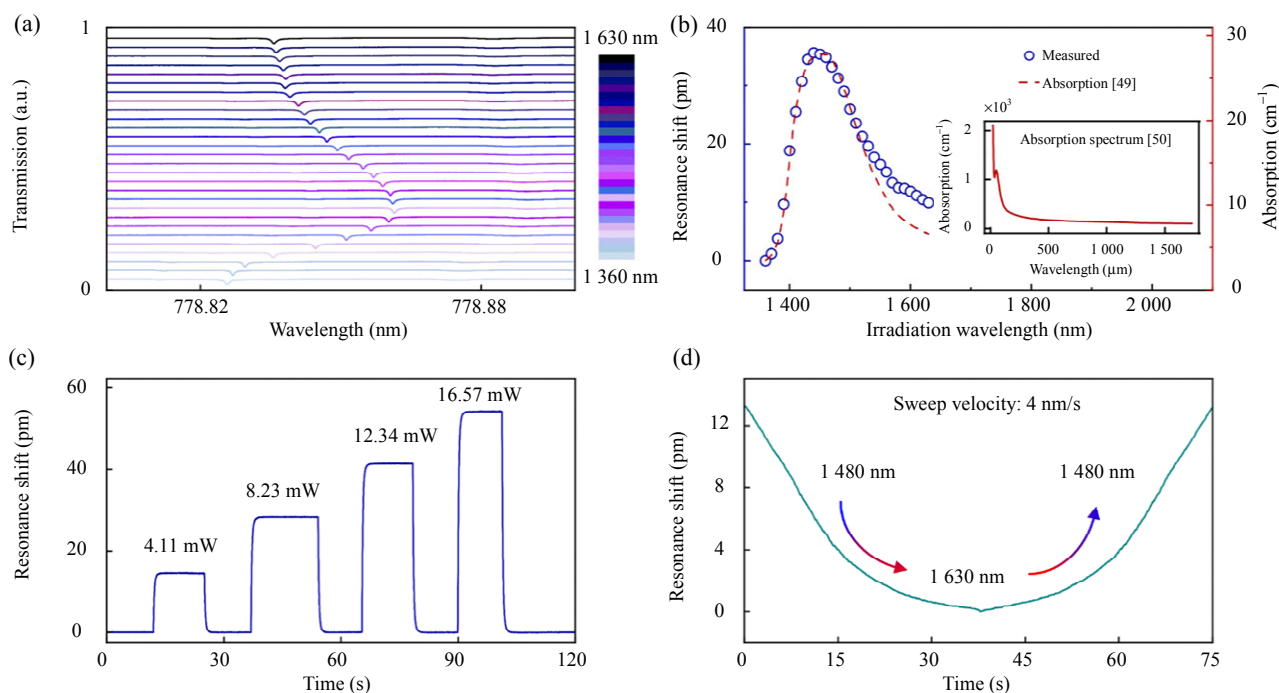 (a)
1
Transmission (a.u.)
0
778.82
778.88
Wavelength (nm)
1 630 nm
1 360 nm
(b)
40
20
0
Resonance shift (pm)
30
20
10
0
Absorption (cm⁻¹)
Measured
Absorption [49]
×10³
2
1
0
Absorption (cm⁻¹)
Absorption spectrum [50]
0
500
1 000
1 500
Wavelength (μm)
1 400
1 600
1 800
2 000
Irradiation wavelength (nm)
(c)
60
40
20
0
Resonance shift (pm)
4.11 mW
8.23 mW
12.34 mW
16.57 mW
0
30
60
90
120
Time (s)
(d)
12
8
4
0
Resonance shift (pm)
Sweep velocity: 4 nm/s
1 480 nm
1 480 nm
1 630 nm
0
15
30
45
60
75
Time (s)